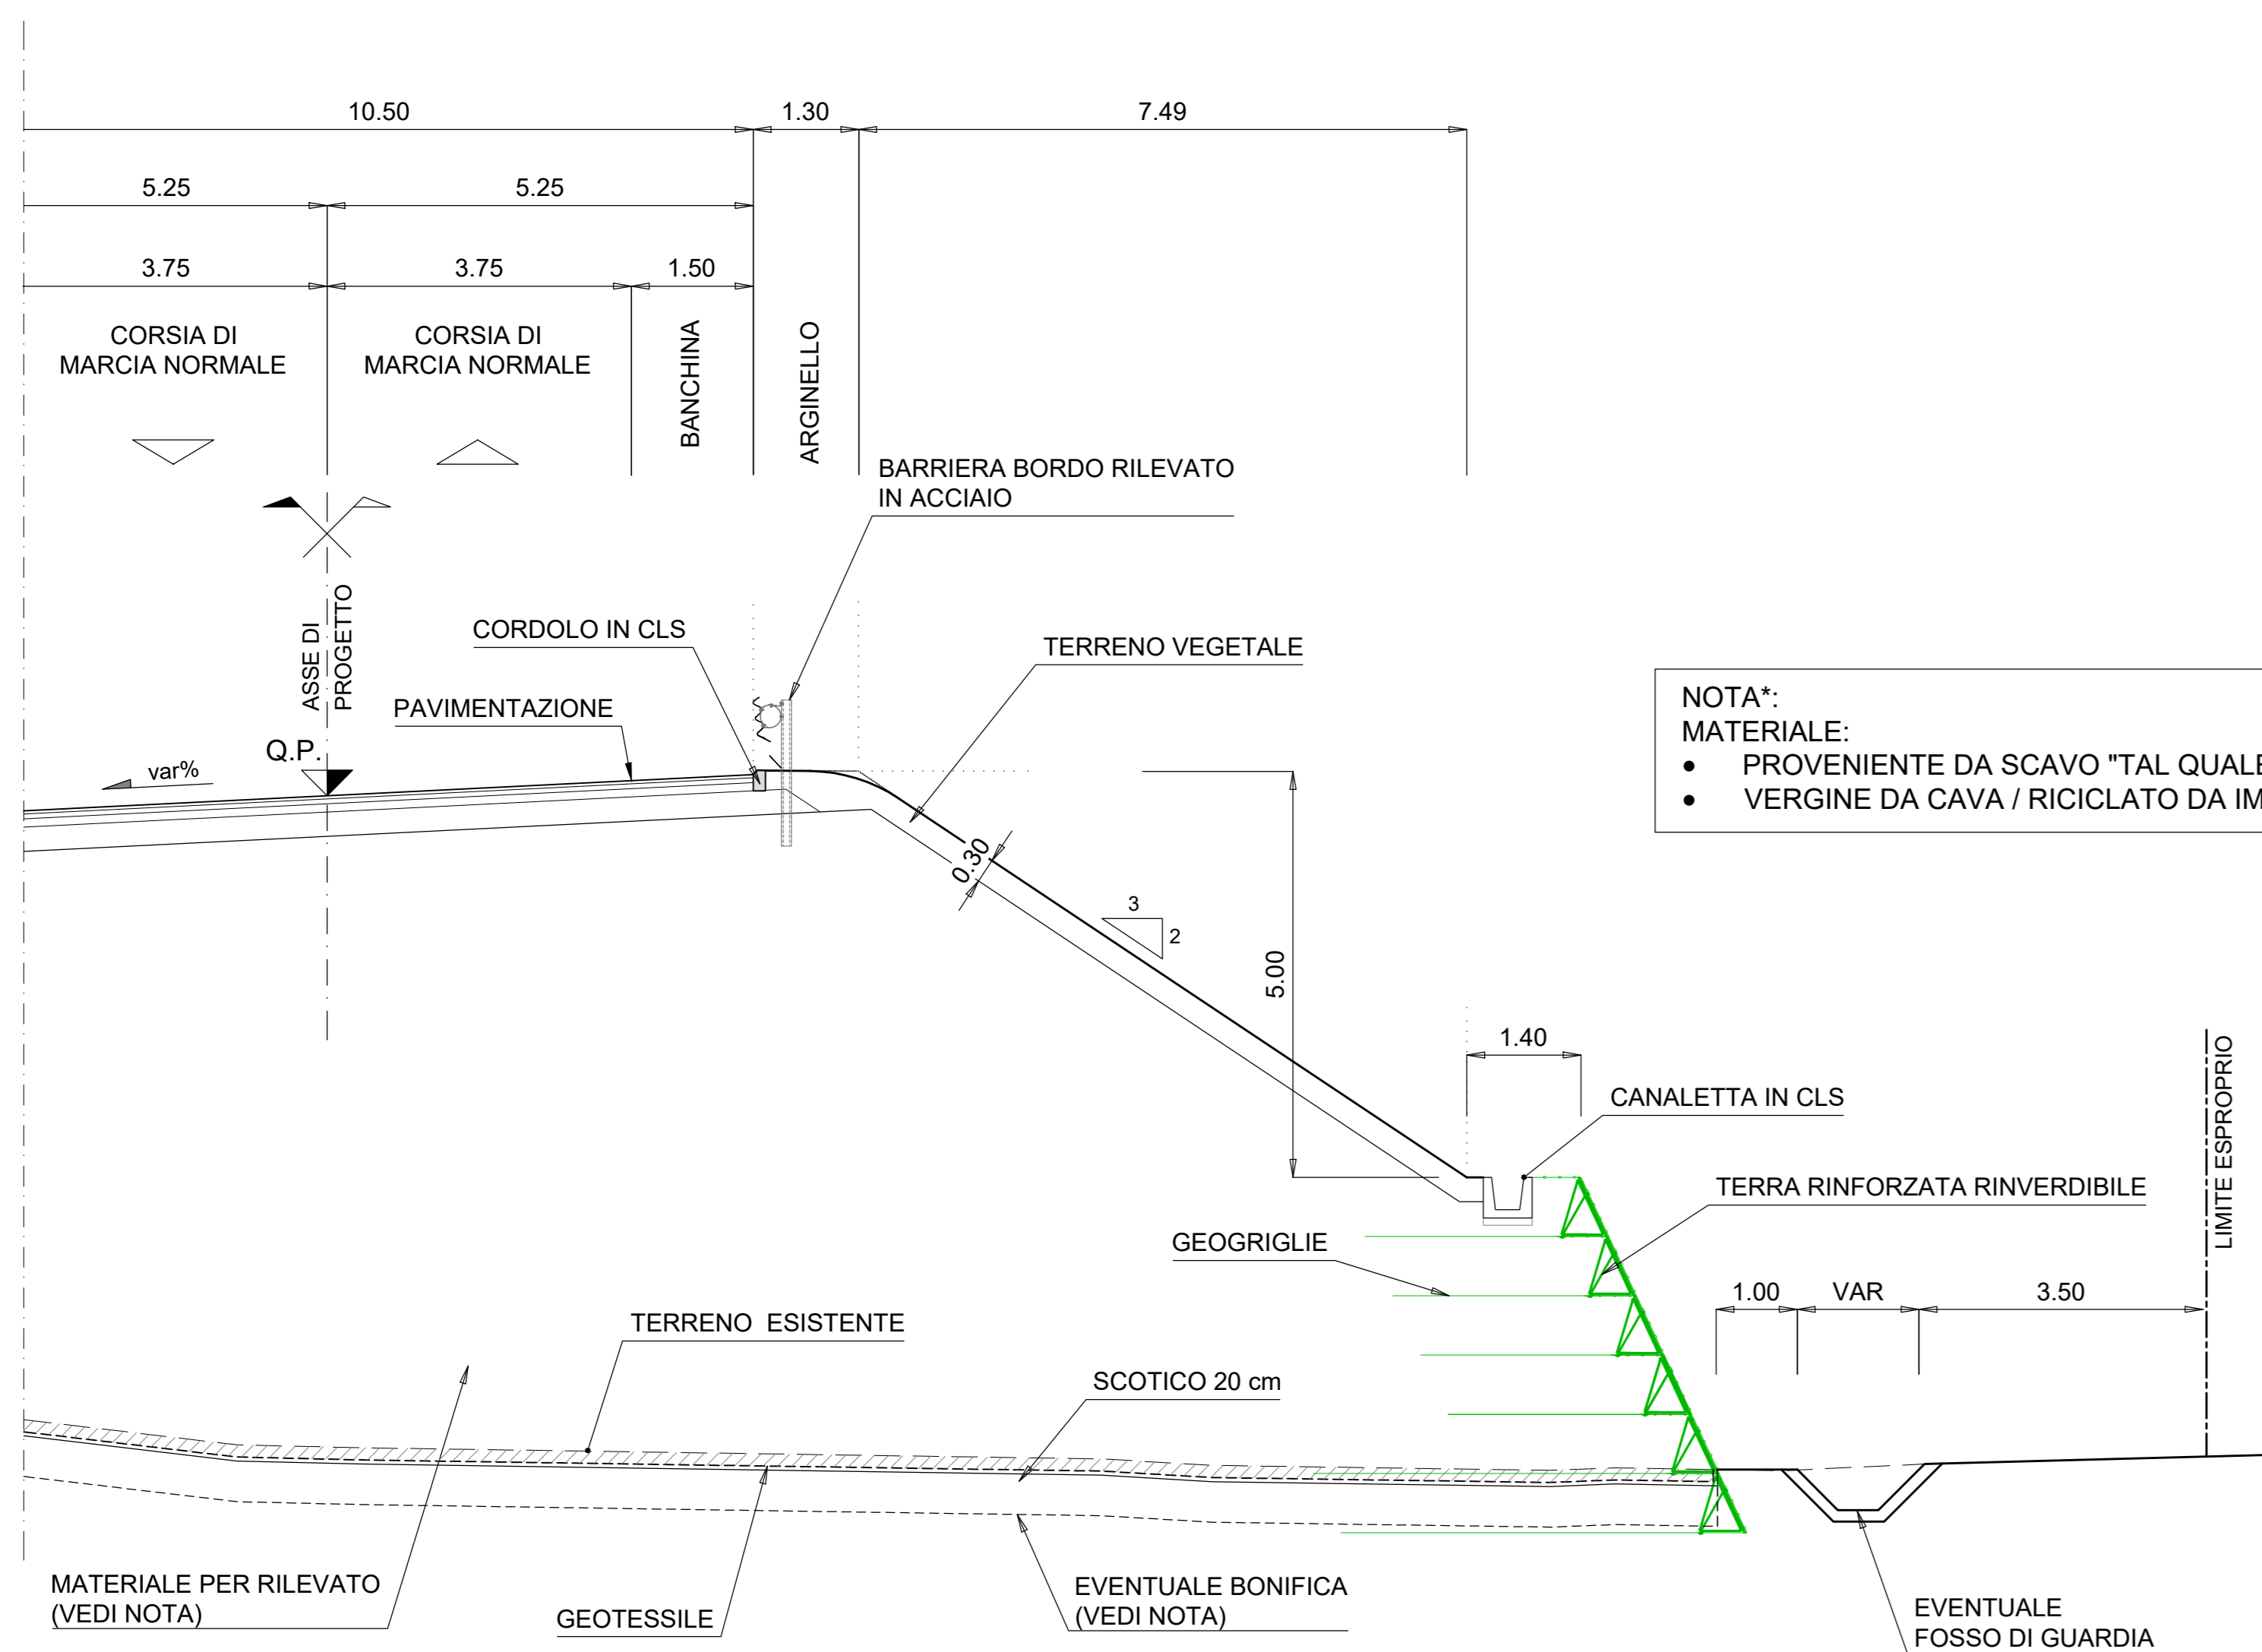 10.50
1.30
7.49
5.25
5.25
3.75
3.75
1.50
CORSIA DI
MARCIA NORMALE
CORSIA DI
MARCIA NORMALE
BANCHINA
ARGINELLO
BARRIERA BORDO RILEVATO
IN ACCIAIO
ASSE DI
PROGETTO
CORDOLO IN CLS
TERRENO VEGETALE
PAVIMENTAZIONE
Q.P.
var%
NOTA*:
MATERIALE:
• PROVENIENTE DA SCAVO "TAL QUALE
• VERGINE DA CAVA / RICICLATO DA IM
0.30
3
2
5.00
1.40
CANALETTA IN CLS
LIMITE ESPROPRIO
TERRA RINFORZATA RINVERDIBILE
GEOGRIGLIE
1.00
VAR
3.50
TERRENO ESISTENTE
SCOTICO 20 cm
MATERIALE PER RILEVATO
(VEDI NOTA)
GEOTESSILE
EVENTUALE BONIFICA
(VEDI NOTA)
EVENTUALE
FOSSO DI GUARDIA